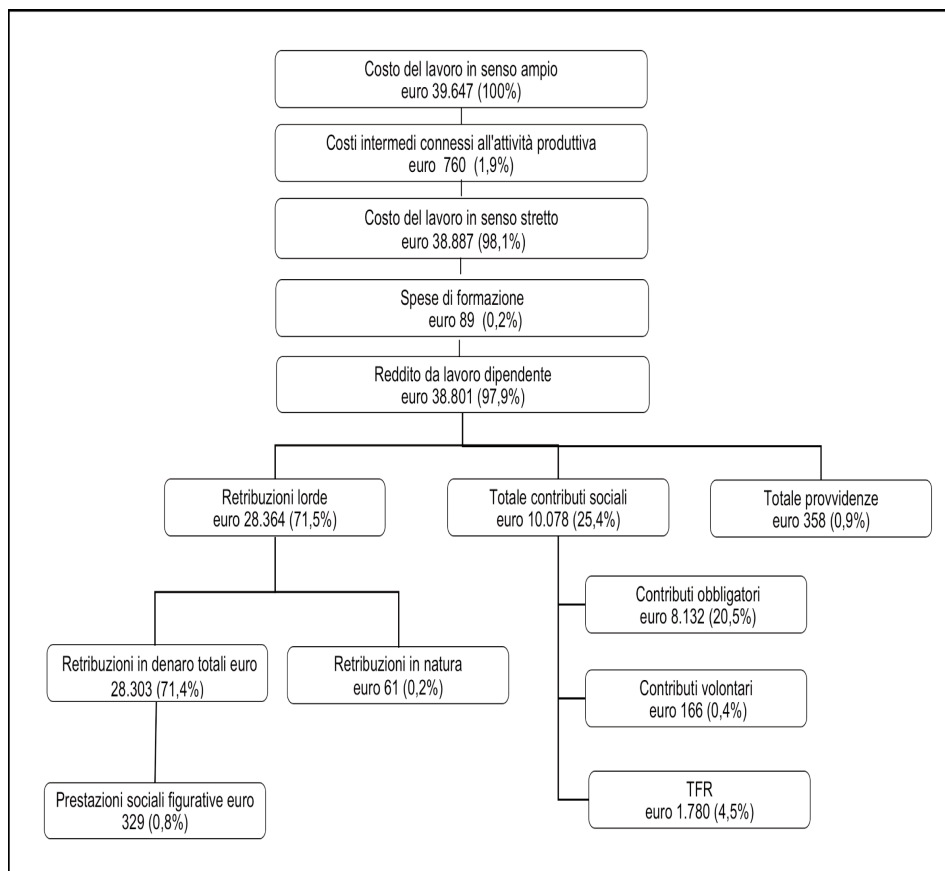 Costo del lavoro in senso ampio
euro 39.647 (100%)
Costi intermedi connessi all'attività produttiva
euro 760 (1,9%)
Costo del lavoro in senso stretto
euro 38.887 (98,1%)
Spese di formazione
euro 89 (0,2%)
Reddito da lavoro dipendente
euro 38.801 (97,9%)
Retribuzioni lorde
euro 28.364 (71,5%)
Totale contributi sociali
euro 10.078 (25,4%)
Totale provvidenze
euro 358 (0,9%)
Contributi obbligatori
euro 8.132 (20,5%)
Retribuzioni in denaro totali euro
28.303 (71,4%)
Retribuzioni in natura
euro 61 (0,2%)
Contributi volontari
euro 166 (0,4%)
Prestazioni sociali figurative euro
329 (0,8%)
TFR
euro 1.780 (4,5%)